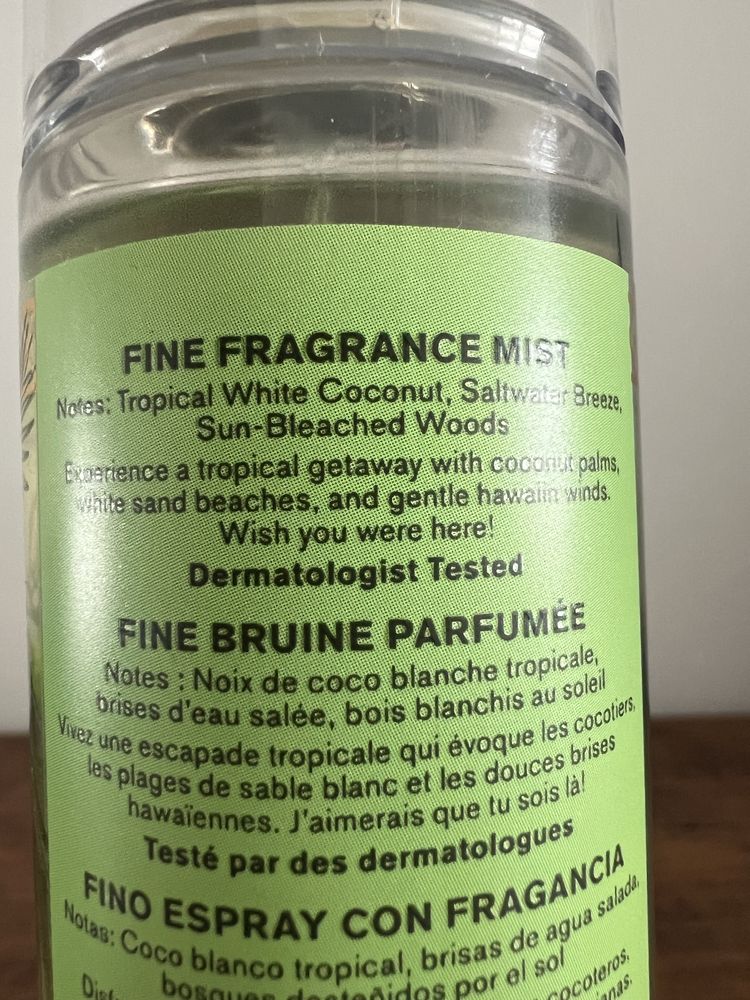 FINE FRAGRANCE MIST
Notes: Tropical White Coconut, Saltwater Breeze,
Sun-Bleached Woods
Experience a tropical getaway with coconut palms,
white sand beaches, and gentle hawaiin winds.
Wish you were here!
Dermatologist Tested
FINE BRUINE PARFUMÉE
Notes : Noix de coco blanche tropicale,
brises d'eau salée, bois blanchis au soleil
Vivez une escapade tropicale qui évoque les cocotiers,
les plages de sable blanc et les douces brises
hawaïennes. J'aimerais que tu sois là!
Testé par des dermatologues
FINO ESPRAY CON FRAGANCIA
Notas: Coco blanco tropical, brisas de agua salada,
bosques desteñidos por el sol
cocoteros,